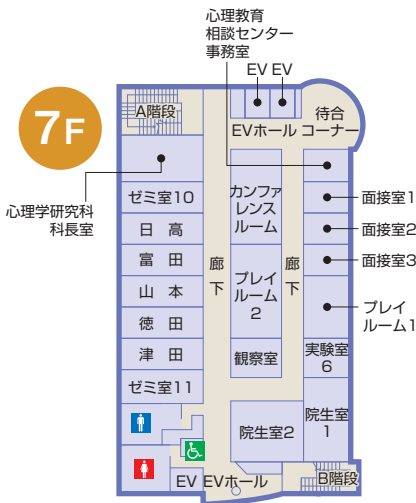 心理教育
相談センター
事務室
EV EV
7F
A階段
EVホール
待合
コーナー
心理学研究科
科長室
ゼミ室10
日 高
富 田
山 本
徳 田
津 田
ゼミ室11
廊
下
カンファ
レンス
ルーム
プレイ
ルーム
2
観察室
院生室2
廊
下
面接室1
面接室2
面接室3
プレイ
ルーム1
実験室
6
院生室
1
EV EVホール
B階段